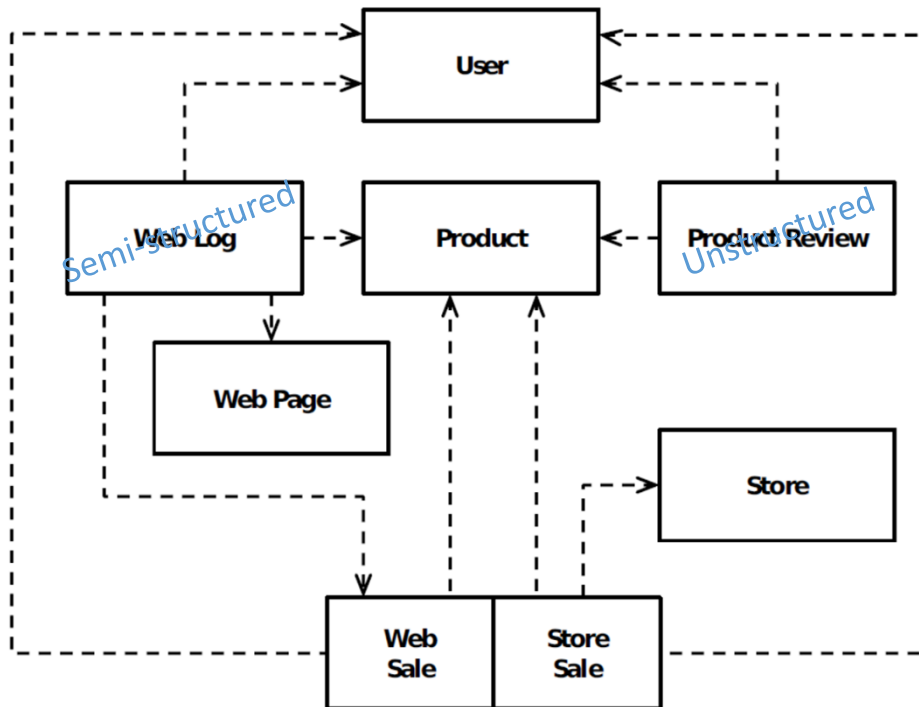 User
Web Log
Semi-structured
Product
Product Review
Unstructured
Web Page
Store
Web
Sale
Store
Sale